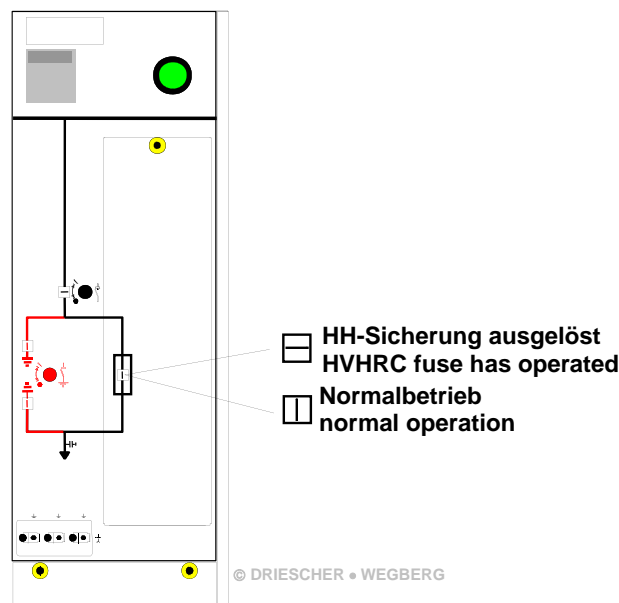 HH-Sicherung ausgelöst
HVHRC fuse has operated
Normalbetrieb
normal operation
© DRIESCHER ● WEGBERG